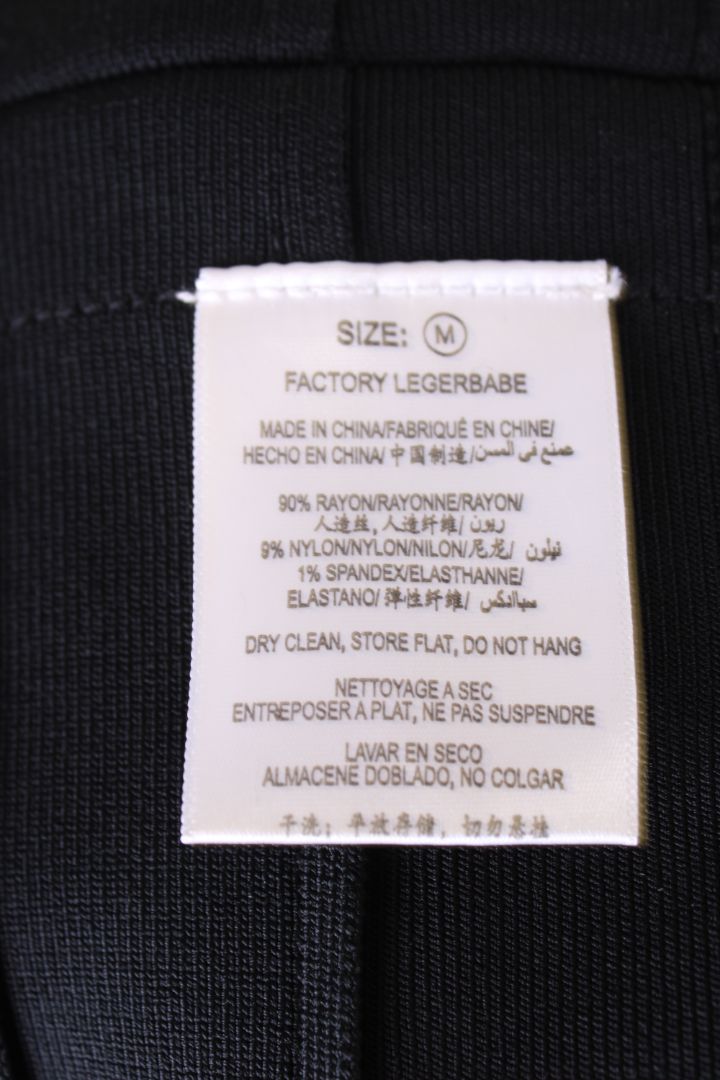 SIZE: M
FACTORY LEGERBABE
MADE IN CHINA/FABRIQUÉ EN CHINE/
HECHO EN CHINA/ 中国制造/صنع في الصين
90% RAYON/RAYONNE/RAYON/
人造丝, 人造纤维/ ريون/
9% NYLON/NYLON/NILON/尼龙/ نيلون
1% SPANDEX/ELASTHANNE/
ELASTANO/ 弹性纤维/ سباندكس
DRY CLEAN, STORE FLAT, DO NOT HANG
NETTOYAGE A SEC
ENTREPOSER A PLAT, NE PAS SUSPENDRE
LAVAR EN SECO
ALMACENE DOBLADO, NO COLGAR
干洗; 平放存储, 切勿悬挂